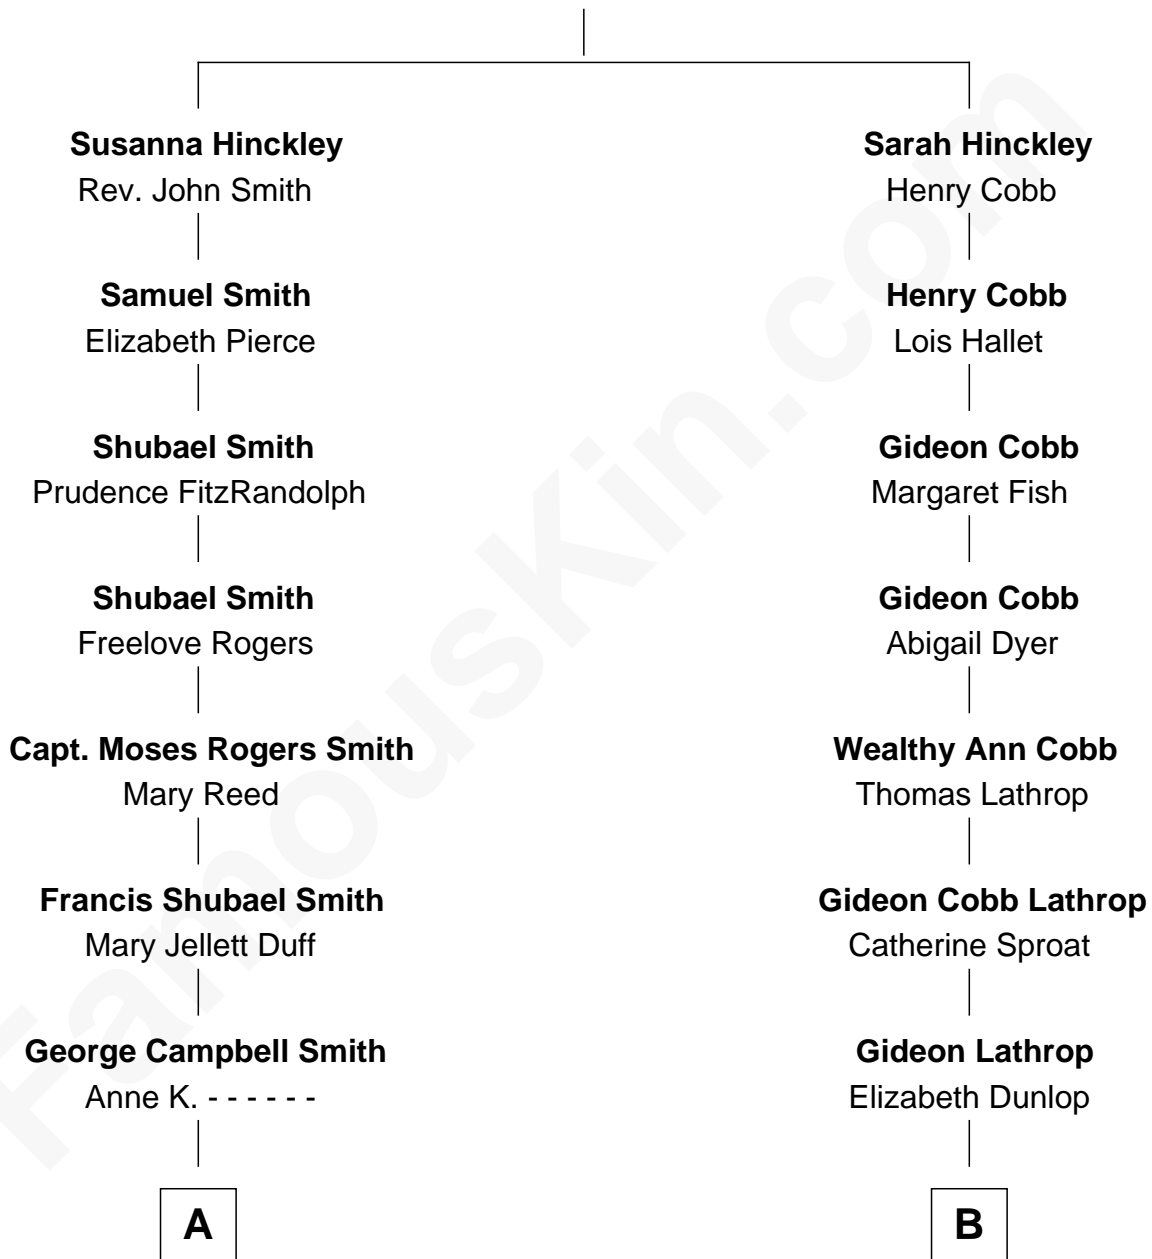 Susanna Hinckley
Rev. John Smith
Samuel Smith
Elizabeth Pierce
Shubael Smith
Prudence FitzRandolph
Shubael Smith
Freelove Rogers
Capt. Moses Rogers Smith
Mary Reed
Francis Shubael Smith
Mary Jellett Duff
George Campbell Smith
Anne K. - - - - - -
A
Sarah Hinckley
Henry Cobb
Henry Cobb
Lois Hallet
Gideon Cobb
Margaret Fish
Gideon Cobb
Abigail Dyer
Wealthy Ann Cobb
Thomas Lathrop
Gideon Cobb Lathrop
Catherine Sproat
Gideon Lathrop
Elizabeth Dunlop
B
FamousKin.com